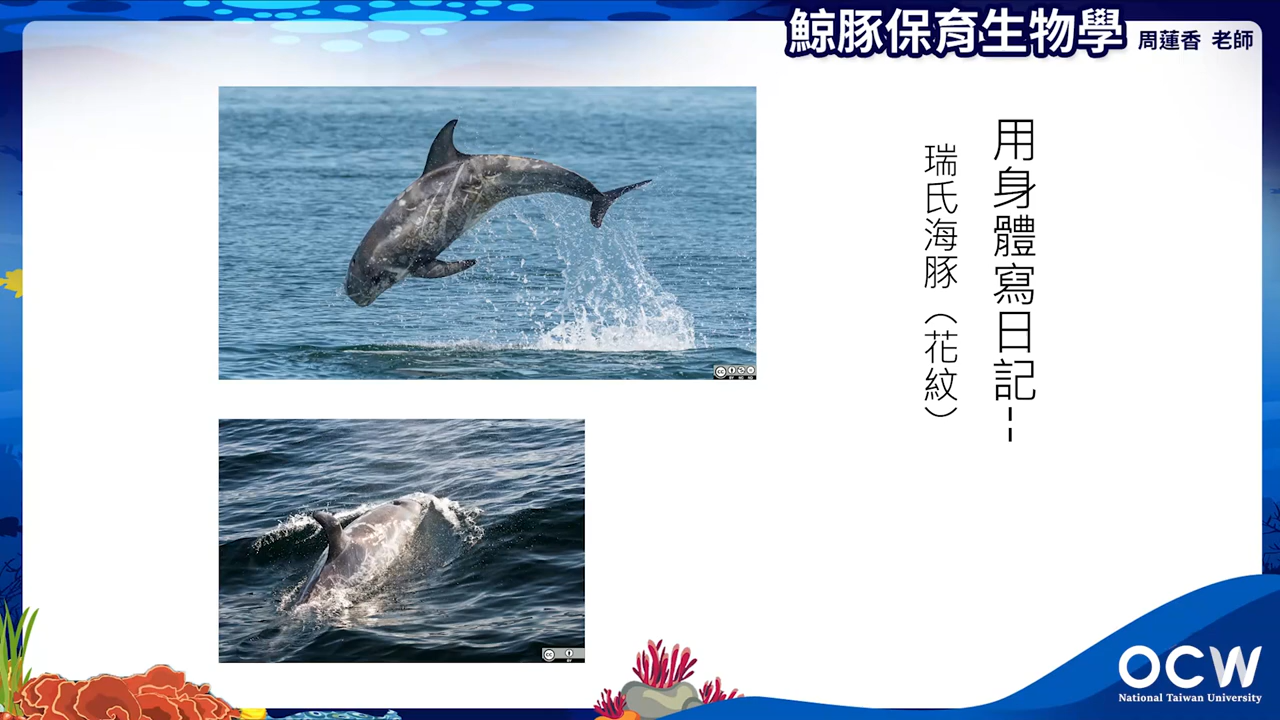 鯨豚保育生物學 周蓮香 老師
用身體寫日記--
瑞氏海豚（花紋）
OCW
National Taiwan University